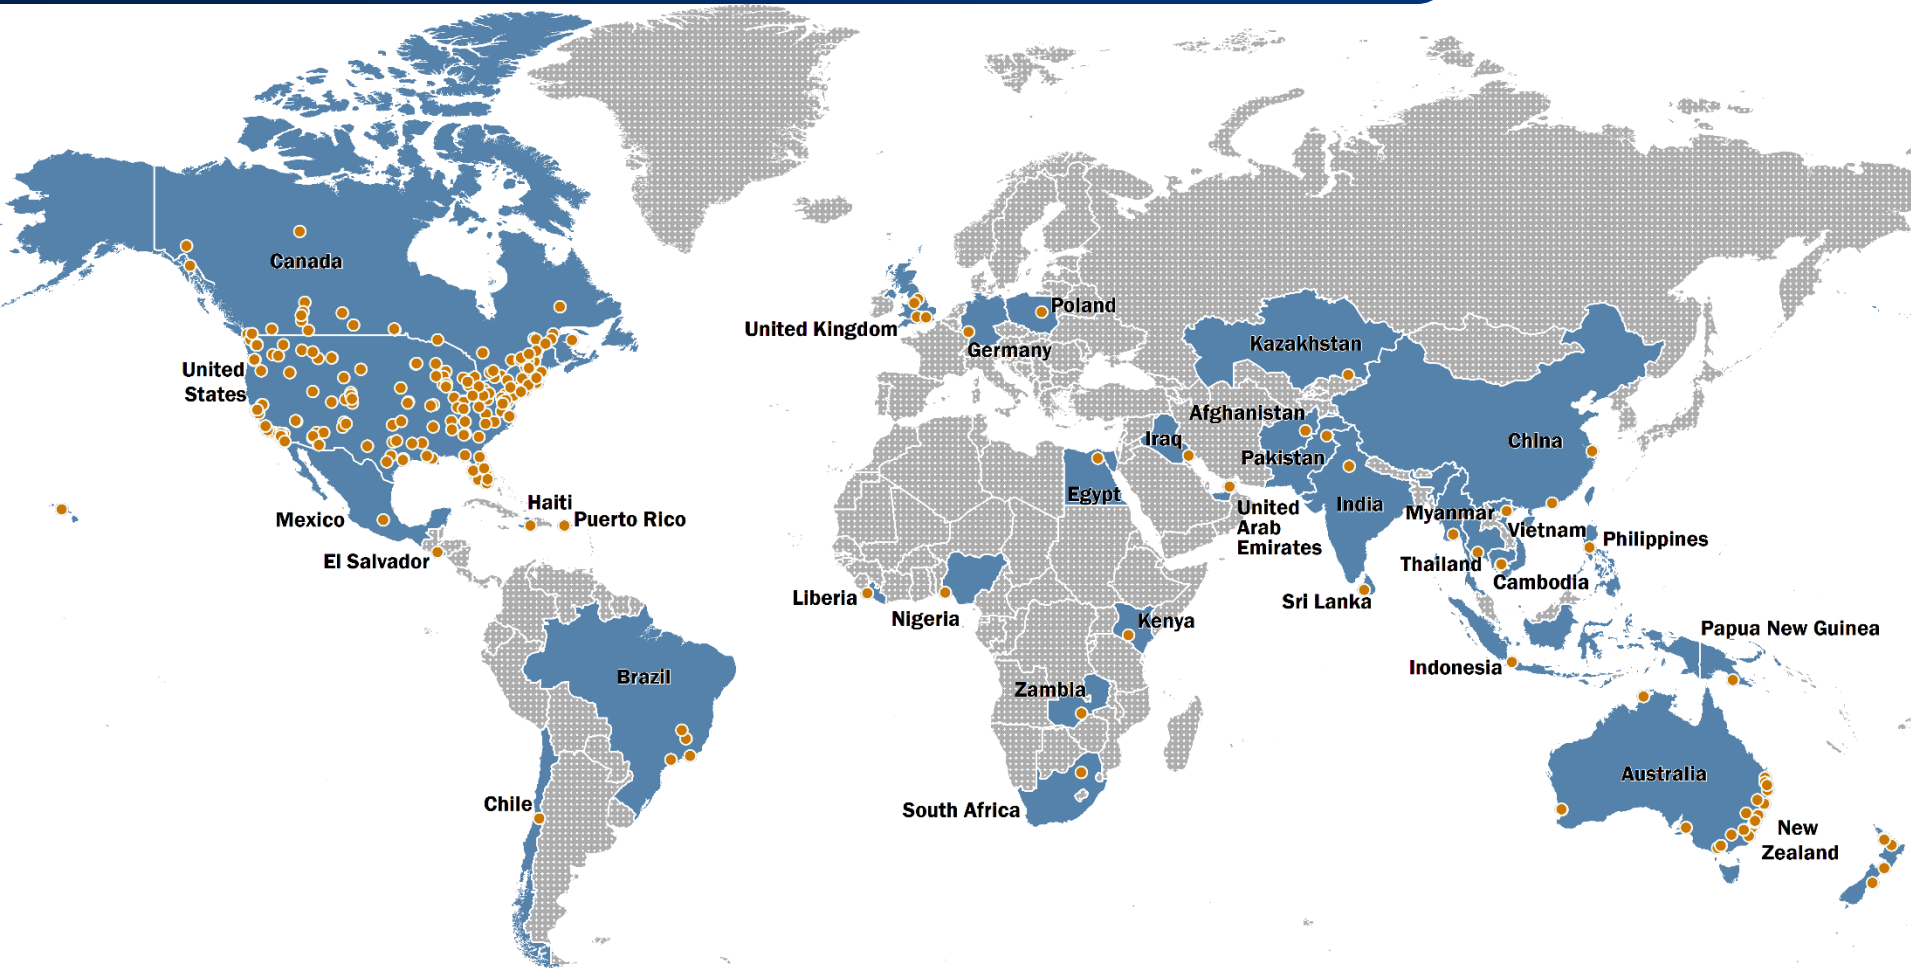 Canada
United
States
Mexico
El Salvador
Haiti
Puerto Rico
Brazil
Chile
United Kingdom
Poland
Germany
Kazakhstan
Afghanistan
Iraq
Pakistan
China
Egypt
United
Arab
Emirates
India
Myanmar
Vietnam
Philippines
Thailand
Cambodia
Sri Lanka
Liberia
Nigeria
Kenya
Zambia
South Africa
Papua New Guinea
Indonesia
Australia
New
Zealand